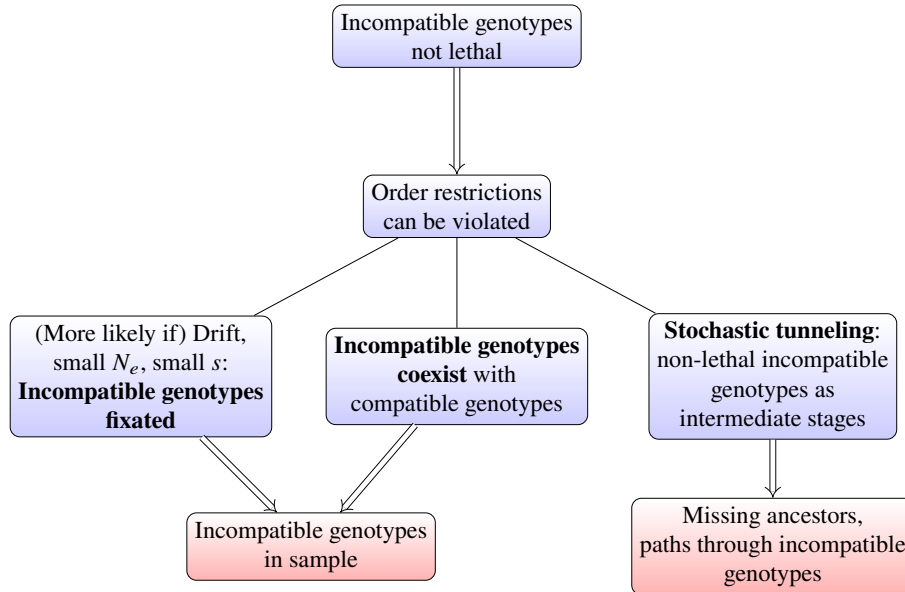 Incompatible genotypes
not lethal
Order restrictions
can be violated
(More likely if) Drift,
small Nₑ, small s:
Incompatible genotypes
fixated
Incompatible genotypes
coexist with
compatible genotypes
Stochastic tunneling:
non-lethal incompatible
genotypes as
intermediate stages
Incompatible genotypes
in sample
Missing ancestors,
paths through incompatible
genotypes